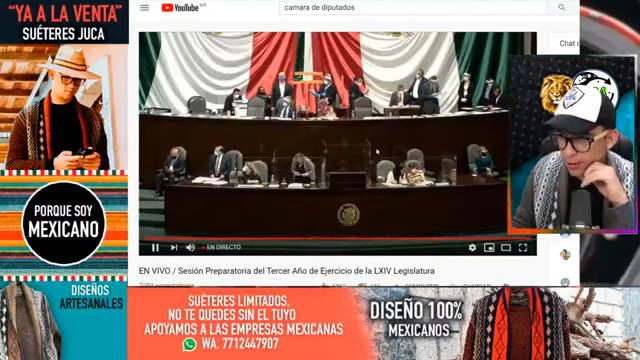 "YA A LA VENTA"
SUÉTERES JUCA
PORQUE SOY
MEXICANO
DISEÑOS
ARTESANALES
YouTube MX
camara de diputados
Chat d
EN DIRECTO
EN VIVO / Sesión Preparatoria del Tercer Año de Ejercicio de la LXIV Legislatura
SUÉTERES LIMITADOS,
NO TE QUEDES SIN EL TUYO
APOYAMOS A LAS EMPRESAS MEXICANAS
WA. 7712447907
DISEÑO 100%
MEXICANOS